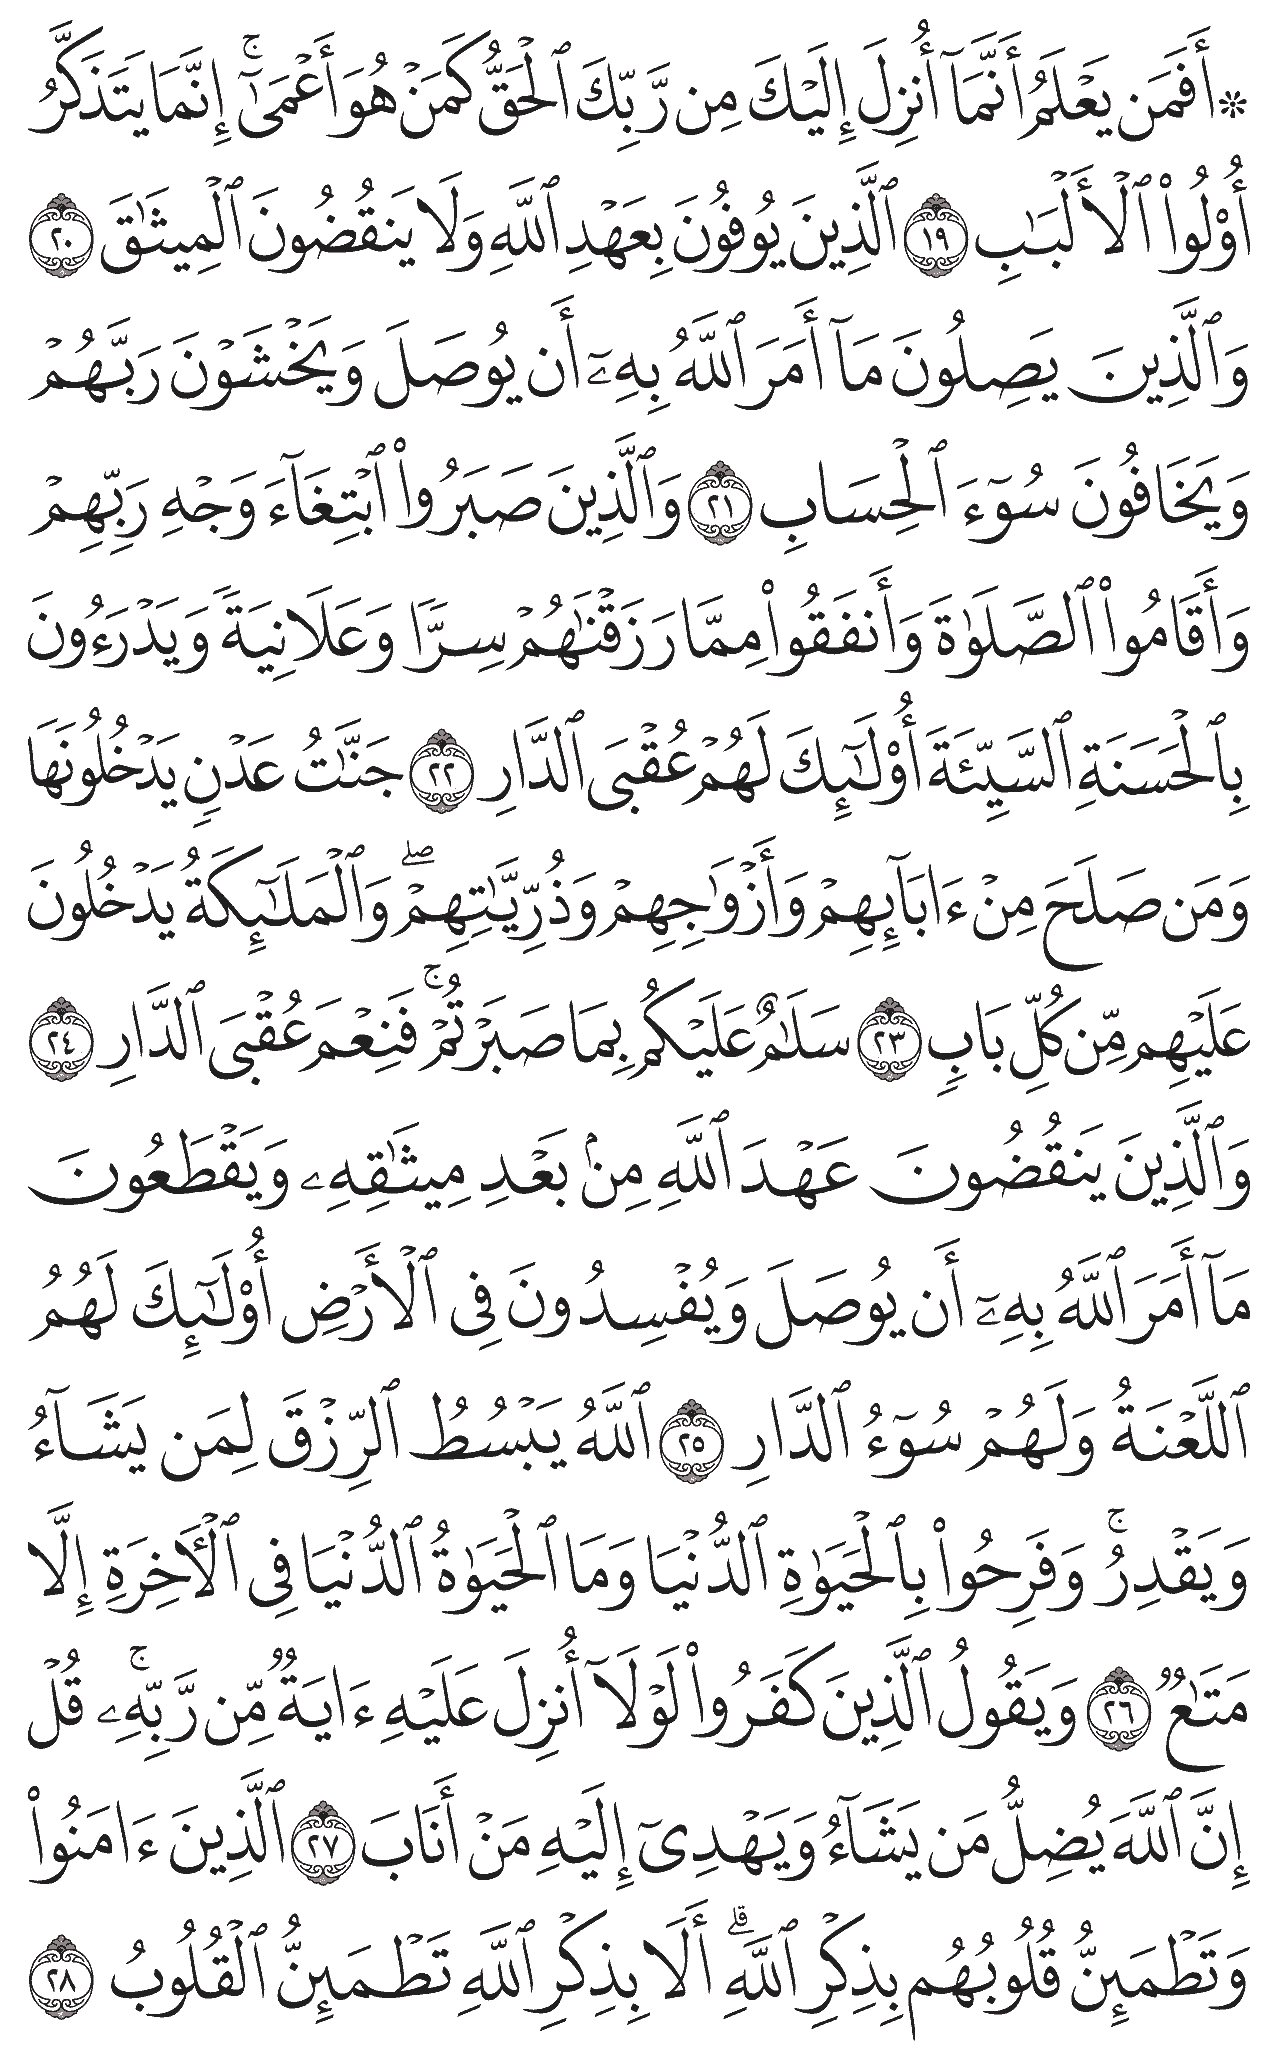 ۞ أَفَمَن يَعْلَمُ أَنَّمَآ أُنزِلَ إِلَيْكَ مِن رَّبِّكَ ٱلْحَقُّ كَمَنْ هُوَ أَعْمَىٰٓ ۚ إِنَّمَا يَتَذَكَّرُ
أُو۟لُوا۟ ٱلْأَلْبَـٰبِ ١٩ ٱلَّذِينَ يُوفُونَ بِعَهْدِ ٱللَّهِ وَلَا يَنقُضُونَ ٱلْمِيثَـٰقَ ٢٠
وَٱلَّذِينَ يَصِلُونَ مَآ أَمَرَ ٱللَّهُ بِهِۦٓ أَن يُوصَلَ وَيَخْشَوْنَ رَبَّهُمْ
وَيَخَافُونَ سُوٓءَ ٱلْحِسَابِ ٢١ وَٱلَّذِينَ صَبَرُوا۟ ٱبْتِغَآءَ وَجْهِ رَبِّهِمْ
وَأَقَامُوا۟ ٱلصَّلَوٰةَ وَأَنفَقُوا۟ مِمَّا رَزَقْنَـٰهُمْ سِرًّا وَعَلَانِيَةً وَيَدْرَءُونَ
بِٱلْحَسَنَةِ ٱلسَّيِّئَةَ أُو۟لَـٰٓئِكَ لَهُمْ عُقْبَى ٱلدَّارِ ٢٢ جَنَّـٰتُ عَدْنٍ يَدْخُلُونَهَا
وَمَن صَلَحَ مِنْ ءَابَآئِهِمْ وَأَزْوَٰجِهِمْ وَذُرِّيَّـٰتِهِمْ ۖ وَٱلْمَلَـٰٓئِكَةُ يَدْخُلُونَ
عَلَيْهِم مِّن كُلِّ بَابٍ ٢٣ سَلَـٰمٌ عَلَيْكُم بِمَا صَبَرْتُمْ ۚ فَنِعْمَ عُقْبَى ٱلدَّارِ ٢٤
وَٱلَّذِينَ يَنقُضُونَ عَهْدَ ٱللَّهِ مِنۢ بَعْدِ مِيثَـٰقِهِۦ وَيَقْطَعُونَ
مَآ أَمَرَ ٱللَّهُ بِهِۦٓ أَن يُوصَلَ وَيُفْسِدُونَ فِى ٱلْأَرْضِ أُو۟لَـٰٓئِكَ لَهُمُ
ٱللَّعْنَةُ وَلَهُمْ سُوٓءُ ٱلدَّارِ ٢٥ ٱللَّهُ يَبْسُطُ ٱلرِّزْقَ لِمَن يَشَآءُ
وَيَقْدِرُ ۚ وَفَرِحُوا۟ بِٱلْحَيَوٰةِ ٱلدُّنْيَا وَمَا ٱلْحَيَوٰةُ ٱلدُّنْيَا فِى ٱلْـَٔاخِرَةِ إِلَّا
مَتَـٰعٌ ٢٦ وَيَقُولُ ٱلَّذِينَ كَفَرُوا۟ لَوْلَآ أُنزِلَ عَلَيْهِ ءَايَةٌ مِّن رَّبِّهِۦ ۚ قُلْ
إِنَّ ٱللَّهَ يُضِلُّ مَن يَشَآءُ وَيَهْدِىٓ إِلَيْهِ مَنْ أَنَابَ ٢٧ ٱلَّذِينَ ءَامَنُوا۟
وَتَطْمَئِنُّ قُلُوبُهُم بِذِكْرِ ٱللَّهِ ۗ أَلَا بِذِكْرِ ٱللَّهِ تَطْمَئِنُّ ٱلْقُلُوبُ ٢٨